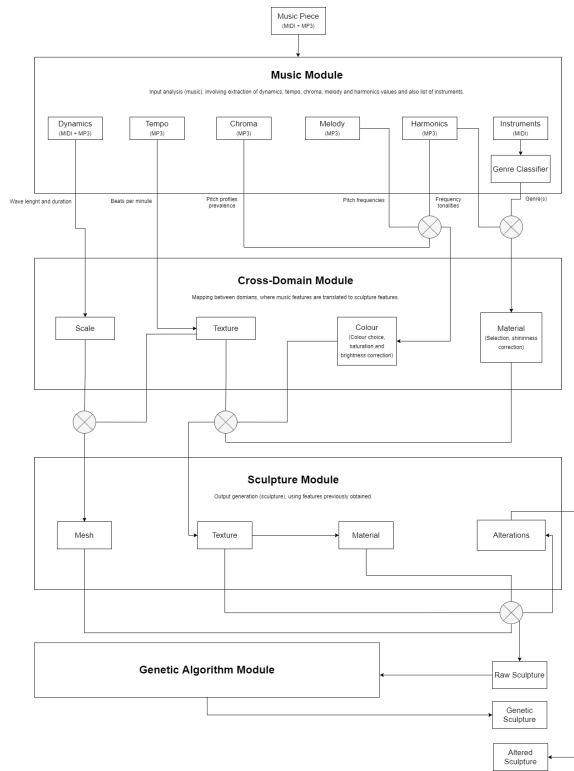 Music Piece
(MIDI + MP3)
Music Module
Input analysis (music), involving extraction of dynamics, tempo, chroma, melody and harmonics values and also list of instruments.
Dynamics
(MIDI + MP3)
Tempo
(MP3)
Chroma
(MP3)
Melody
(MP3)
Harmonics
(MP3)
Instruments
(MIDI)
Genre Classifier
Wave lenght and duration
Beats per minute
Pitch profiles
prevalence
Pitch frequencies
Frequency
tonalities
Genre(s)
Cross-Domain Module
Mapping between domians, where music features are translated to sculpture features.
Scale
Texture
Colour
(Colour choice,
saturation and
brightness correction)
Material
(Selection, shininness
correction)
Sculpture Module
Output generation (sculpture), using features previously obtained.
Mesh
Texture
Material
Alterations
Genetic Algorithm Module
Raw Sculpture
Genetic
Sculpture
Altered
Sculpture